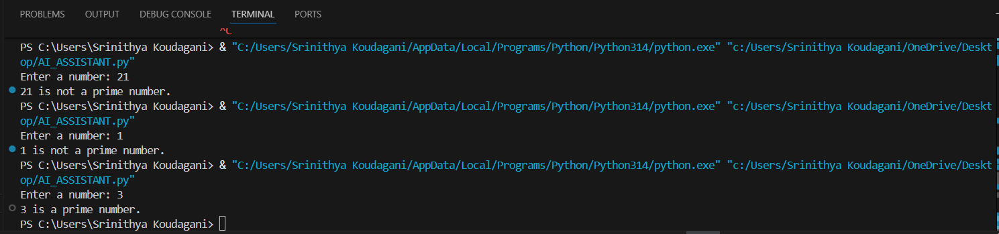 PROBLEMS OUTPUT DEBUG CONSOLE TERMINAL PORTS
^C
PS C:\Users\Srinithya Koudagani> & "C:/Users/Srinithya Koudagani/AppData/Local/Programs/Python/Python314/python.exe" "c:/Users/Srinithya Koudagani/OneDrive/Deskt
op/AI_ASSISTANT.py"
Enter a number: 21
21 is not a prime number.
PS C:\Users\Srinithya Koudagani> & "C:/Users/Srinithya Koudagani/AppData/Local/Programs/Python/Python314/python.exe" "c:/Users/Srinithya Koudagani/OneDrive/Deskt
op/AI_ASSISTANT.py"
Enter a number: 1
1 is not a prime number.
PS C:\Users\Srinithya Koudagani> & "C:/Users/Srinithya Koudagani/AppData/Local/Programs/Python/Python314/python.exe" "c:/Users/Srinithya Koudagani/OneDrive/Deskt
op/AI_ASSISTANT.py"
Enter a number: 3
3 is a prime number.
PS C:\Users\Srinithya Koudagani>